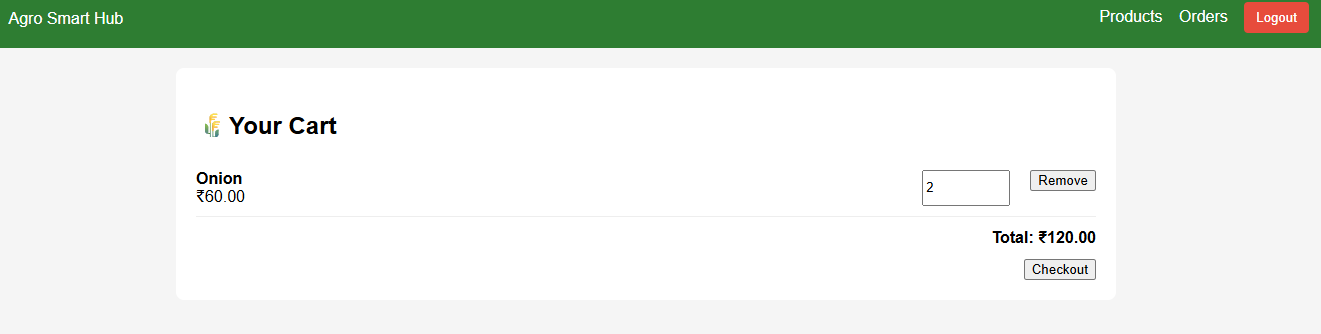 Agro Smart Hub
Products Orders Logout
Your Cart
Onion
₹60.00
2
Remove
Total: ₹120.00
Checkout